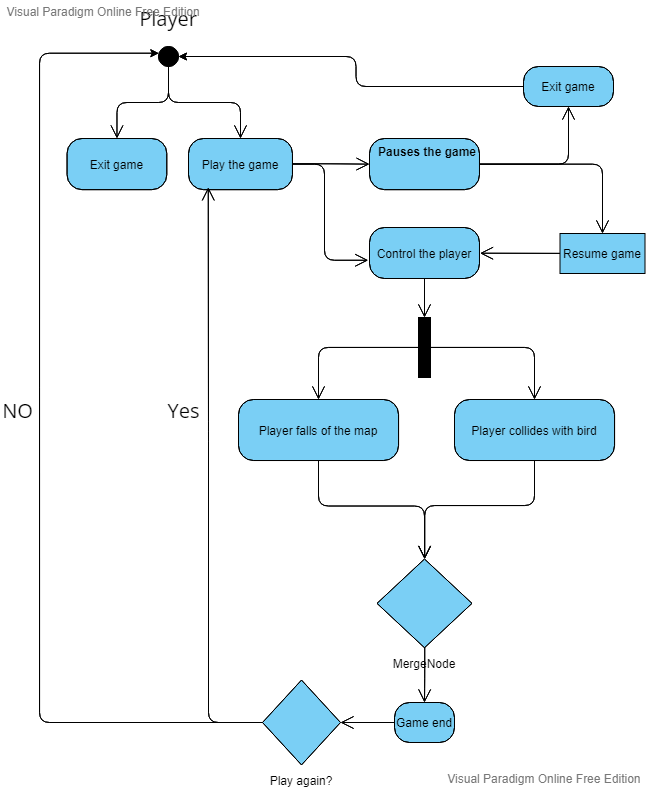 Visual Paradigm Online Free Edition
Player
Exit game
Exit game
Play the game
Pauses the game
Control the player
Resume game
NO
Yes
Player falls of the map
Player collides with bird
MergeNode
Game end
Play again?
Visual Paradigm Online Free Edition